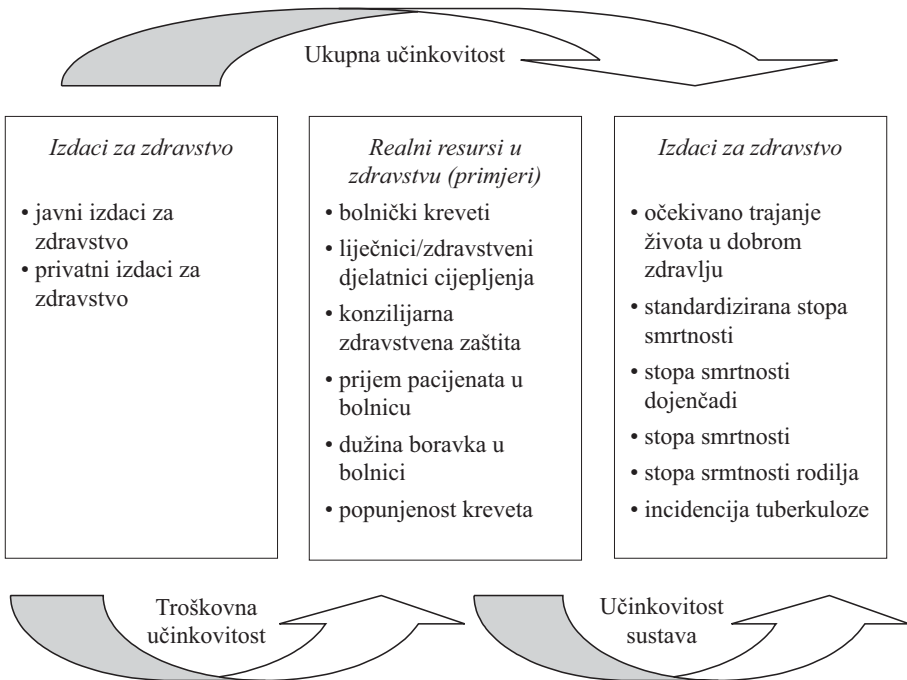 Ukupna učinkovitost
Izdaci za zdravstvo
• javni izdaci za
zdravstvo
• privatni izdaci za
zdravstvo
Realni resursi u
zdravstvu (primjeri)
• bolnički kreveti
• liječnici/zdravstveni
djelatnici cijepljenja
• konzilijarna
zdravstvena zaštita
• prijem pacijenata u
bolnicu
• dužina boravka u
bolnici
• popunjenost kreveta
Izdaci za zdravstvo
• očekivano trajanje
života u dobrom
zdravlju
• standardizirana stopa
smrtnosti
• stopa smrtnosti
dojenčadi
• stopa smrtnosti
• stopa srmtnosti rodilja
• incidencija tuberkuloze
Troškovna
učinkovitost
Učinkovitost
sustava